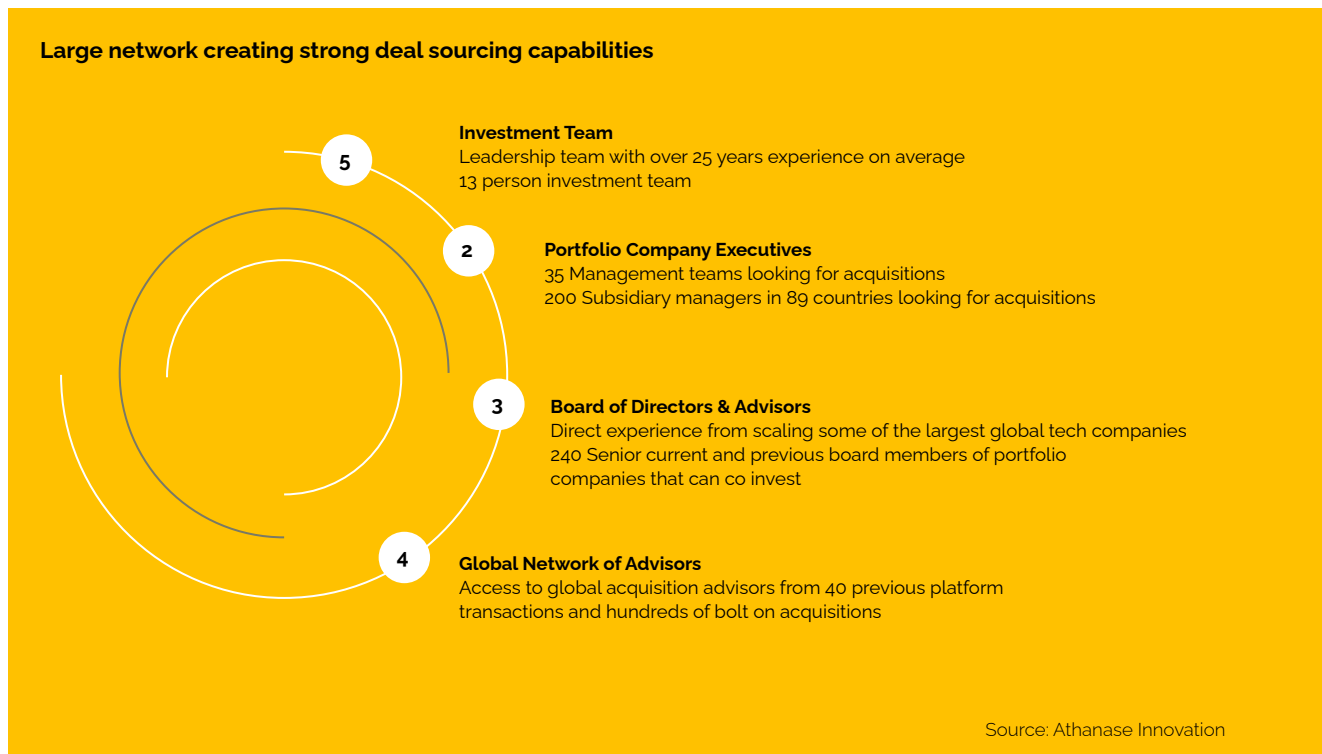 Large network creating strong deal sourcing capabilities
5
Investment Team
Leadership team with over 25 years experience on average
13 person investment team
2
Portfolio Company Executives
35 Management teams looking for acquisitions
200 Subsidiary managers in 89 countries looking for acquisitions
3
Board of Directors & Advisors
Direct experience from scaling some of the largest global tech companies
240 Senior current and previous board members of portfolio
companies that can co invest
4
Global Network of Advisors
Access to global acquisition advisors from 40 previous platform
transactions and hundreds of bolt on acquisitions
Source: Athanase Innovation